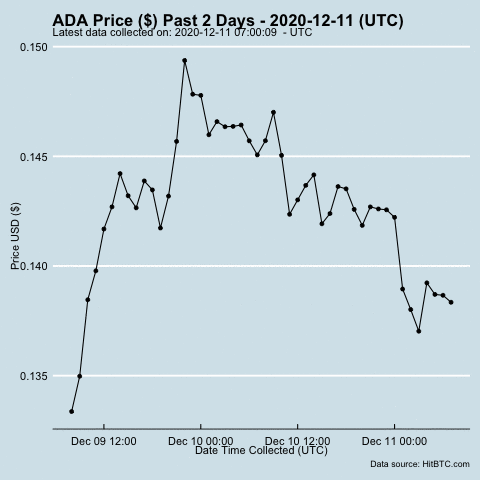 ADA Price ($) Past 2 Days - 2020-12-11 (UTC)
Latest data collected on: 2020-12-11 07:00:09  - UTC
0.150
0.145
0.140
0.135
Price USD ($)
Dec 09 12:00 Dec 10 00:00 Dec 10 12:00 Dec 11 00:00
Date Time Collected (UTC)
Data source: HitBTC.com